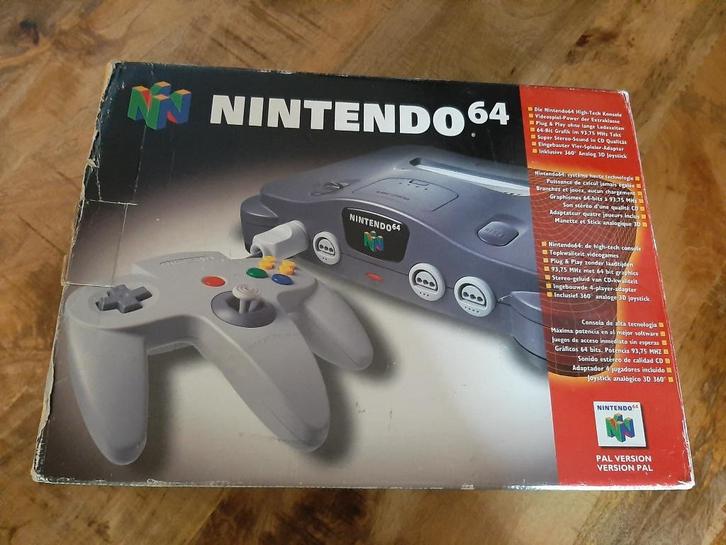 NINTENDO 64
Die Nintendo64 High-Tech Konsole
Videospiel-Power der Extraklasse
Plug & Play ohne lange Ladezeiten
64-Bit Grafik im 93,75 MHz Takt
Super Stereo-Sound in CD Qualität
Eingebauter Vier-Spieler-Adapter
Inklusive 360° Analog 3D Joystick
Nintendo64: système haute technologie
Puissance de calcul jamais égalée
Branchez et jouez, aucun chargement
Graphismes 64-bits à 93,75 MHz
Son stéréo d'une qualité CD
Adaptateur quatre joueurs inclus
Manette et Stick analogique 3D
Nintendo64: de high-tech console
Topkwaliteit videogames
Plug & Play zonder laadtijden
93,75 MHz met 64 bit graphics
Stereo-geluid van CD-kwaliteit
Ingebouwde 4-player-adapter
Inclusief 360° analoge 3D joystick
Consola de alta tecnología
Máxima potencia en el mejor software
Juegos de acceso inmediato sin esperas
Gráficos 64 bits. Potencia 93,75 MHZ
Sonido estéreo de calidad CD
Adaptador 4 jugadores incluido
Joystick analógico 3D 360°
NINTENDO 64
NINTENDO 64
PAL VERSION
VERSION PAL